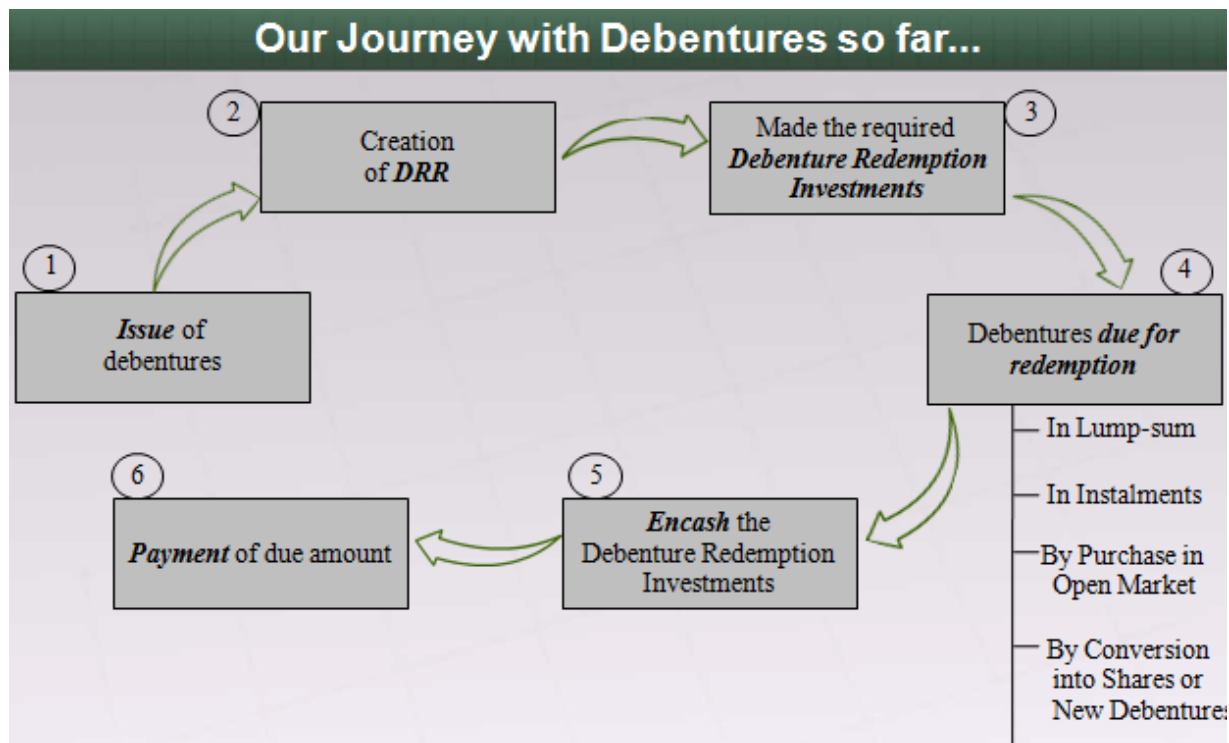 Our Journey with Debentures so far...
1
Issue of
debentures
2
Creation
of DRR
3
Made the required
Debenture Redemption
Investments
4
Debentures due for
redemption
In Lump-sum
In Instalments
By Purchase in
Open Market
By Conversion
into Shares or
New Debentures
5
Encash the
Debenture Redemption
Investments
6
Payment of due amount